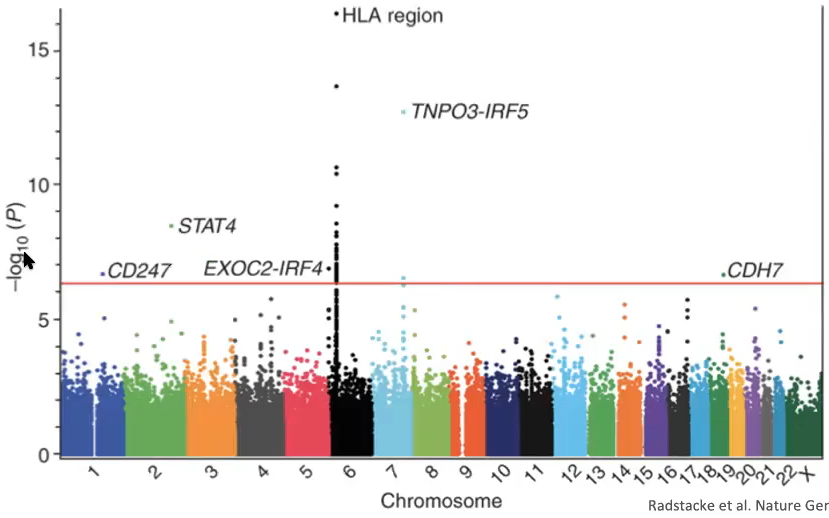 HLA region
15
TNPO3-IRF5
10
STAT4
–log10 (P)
CD247
EXOC2-IRF4
CDH7
5
0
1 2 3 4 5 6 7 8 9 10 11 12 13 14 15 16 17 18 19 20 21 22 X
Chromosome
Radstacke et al. Nature Ger